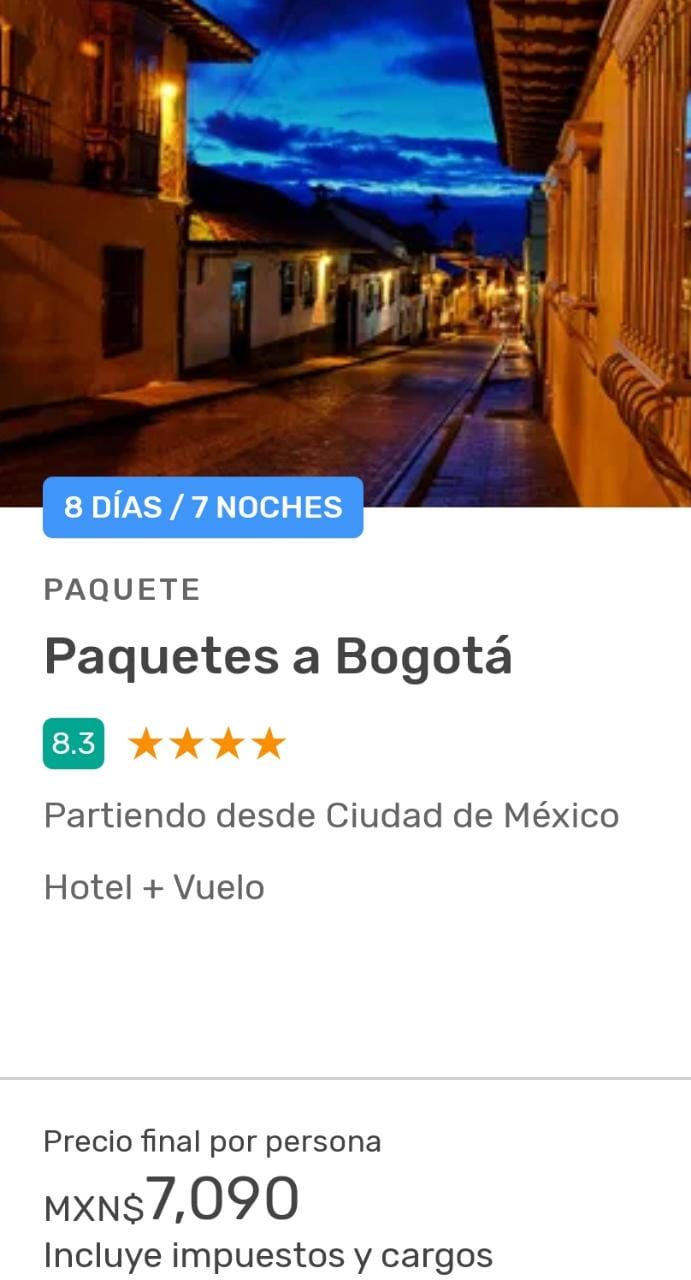 8 DÍAS / 7 NOCHES
PAQUETE
Paquetes a Bogotá
8.3
Partiendo desde Ciudad de México
Hotel + Vuelo
Precio final por persona
MXN$7,090
Incluye impuestos y cargos